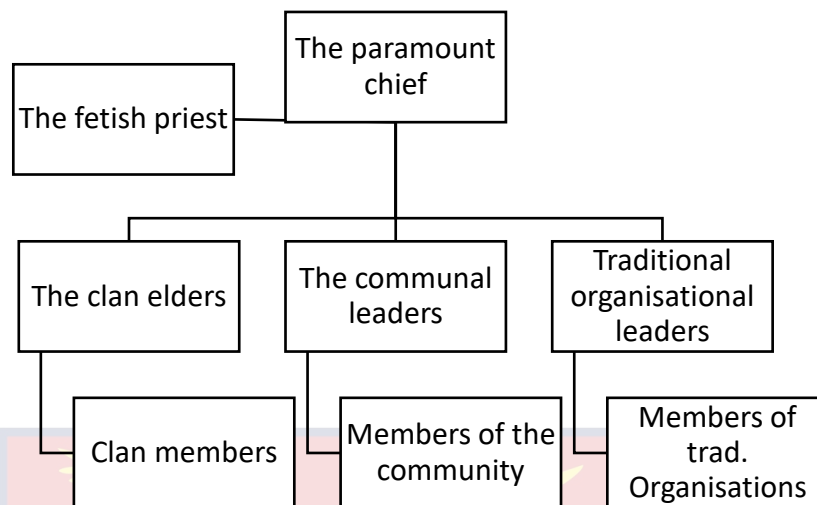 The paramount
chief
The fetish priest
The clan elders
The communal
leaders
Traditional
organisational
leaders
Clan members
Members of the
community
Members of
trad.
Organisations